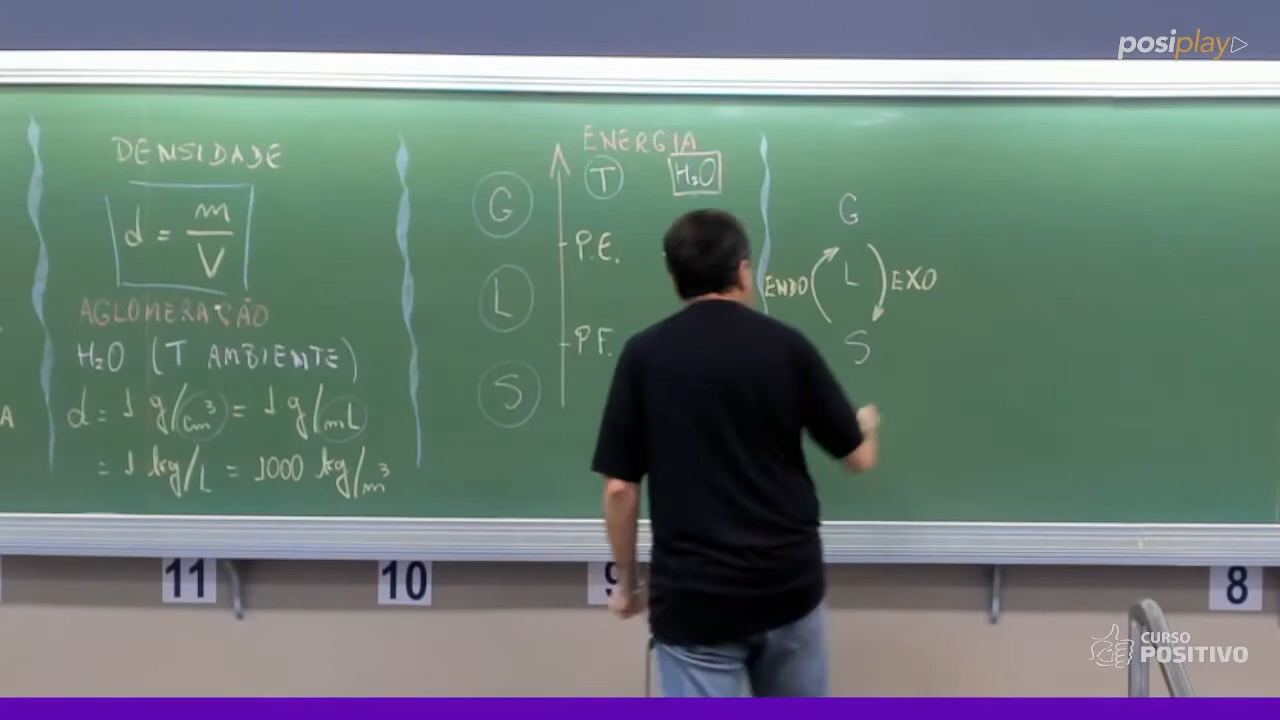 posiplay
DENSIDADE
d = m/V
AGLOMERAÇÃO
H₂O (T AMBIENTE)
d = 1 g/cm³ = 1 g/mL
= 1 kg/L = 1000 kg/m³
A
ENERGIA
T
H₂O
G
P.E.
L
P.F.
S
G
ENDO
L
EXO
S
11
10
9
8
CURSO
POSITIVO